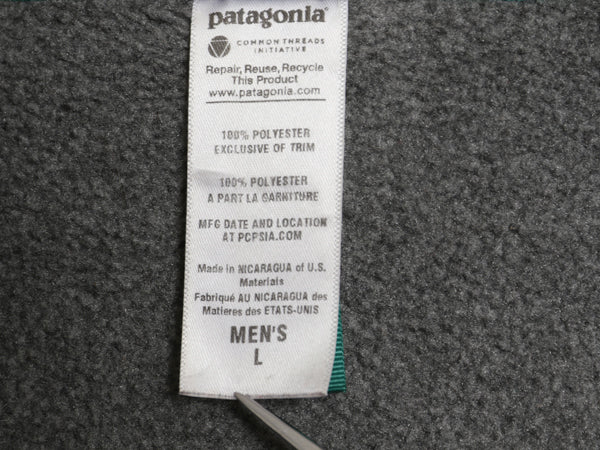 patagonia®
COMMON THREADS
INITIATIVE
Repair, Reuse, Recycle
This Product
www.patagonia.com
100% POLYESTER
EXCLUSIVE OF TRIM
100% POLYESTER
A PART LA GARNITURE
MFG DATE AND LOCATION
AT PCPSIA.COM
Made in NICARAGUA of U.S.
Materials
Fabriqué AU NICARAGUA des
Matieres des ETATS-UNIS
MEN'S
L